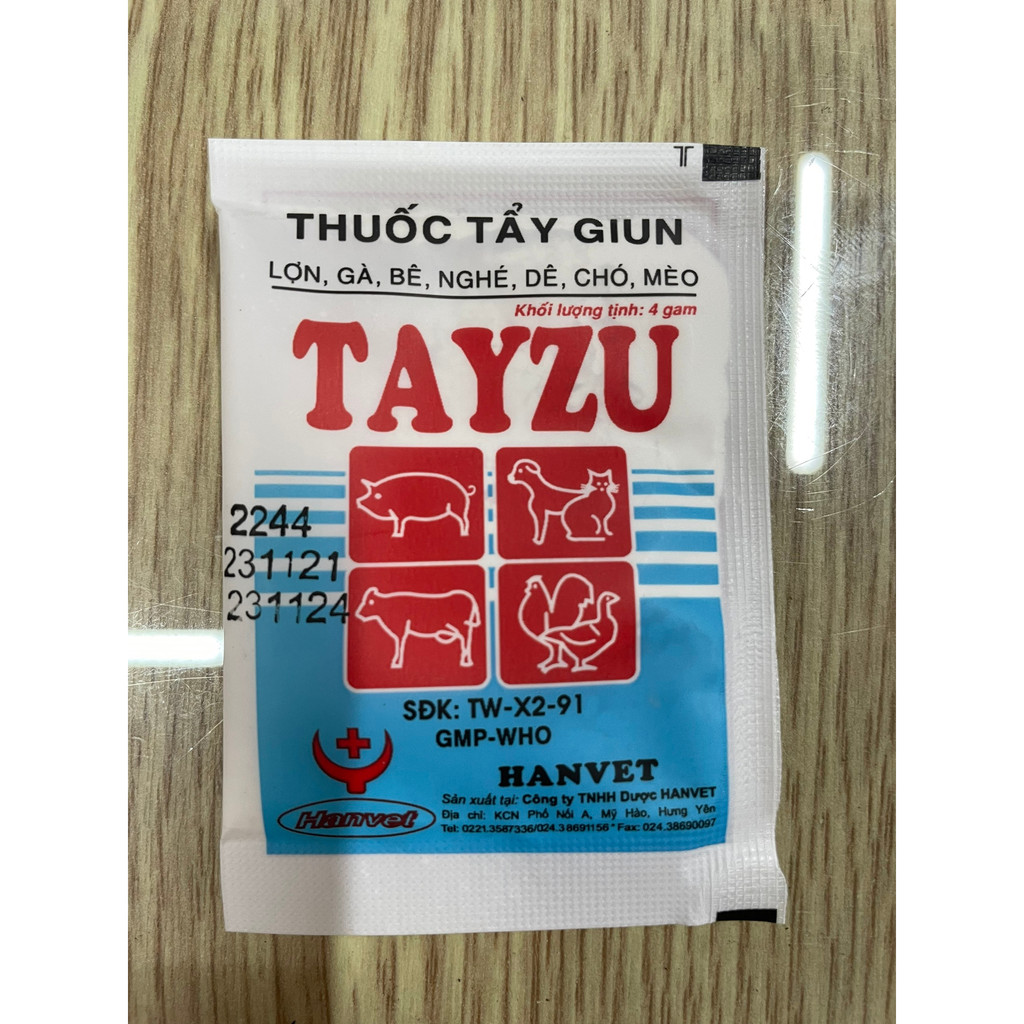 T
THUỐC TẨY GIUN
LỢN, GÀ, BÊ, NGHÉ, DÊ, CHÓ, MÈO
Khối lượng tịnh: 4 gam
TAYZU
2244
231121
231124
SĐK: TW-X2-91
GMP-WHO
HANVET
Sản xuất tại: Công ty TNHH Dược HANVET
Địa chỉ: KCN Phố Nối A, Mỹ Hào, Hưng Yên
Tel: 0221.3587336/024.38691156 * Fax: 024.38690097
Hanvet